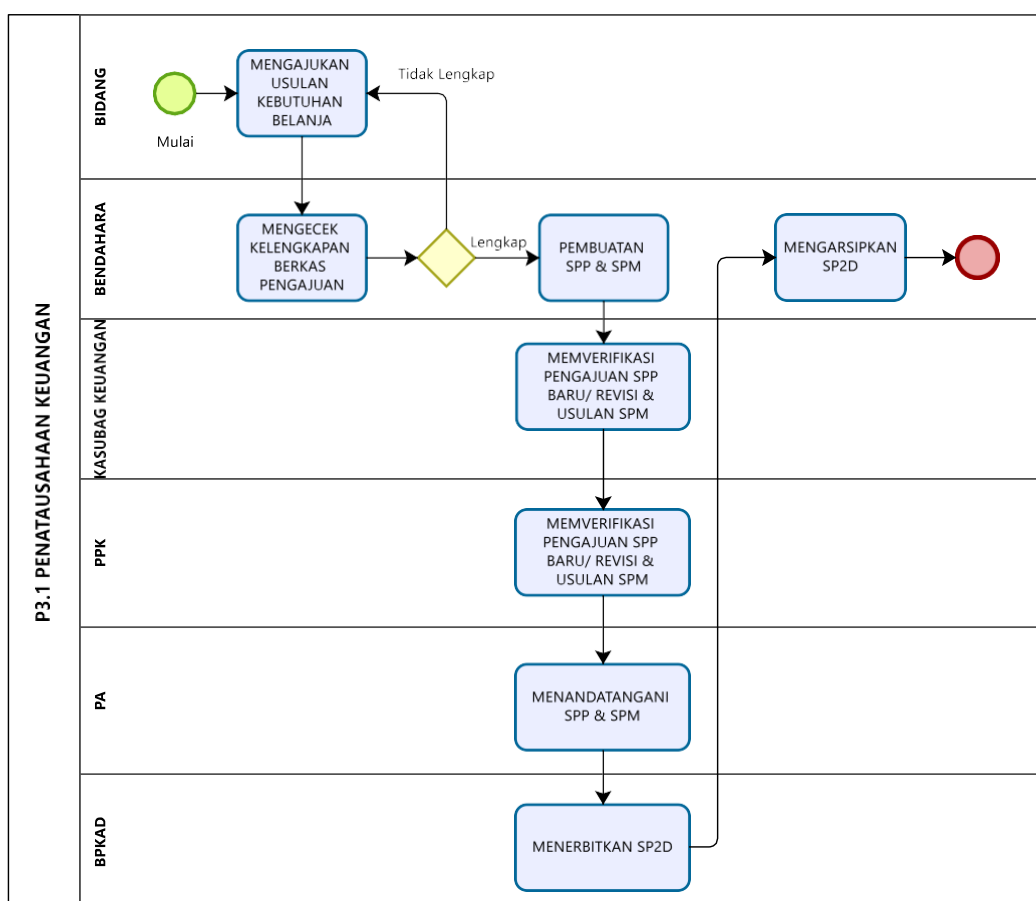 P3.1 PENATAUSAHAAN KEUANGAN
BIDANG
Mulai
MENGAJUKAN
USULAN
KEBUTUHAN
BELANJA
Tidak Lengkap
BENDAHARA
MENGECEK
KELENGKAPAN
BERKAS
PENGAJUAN
Lengkap
PEMBUATAN
SPP & SPM
MENGARSIPKAN
SP2D
KASUBAG KEUANGAN
MEMVERIFIKASI
PENGAJUAN SPP
BARU/ REVISI &
USULAN SPM
PPK
MEMVERIFIKASI
PENGAJUAN SPP
BARU/ REVISI &
USULAN SPM
PA
MENANDATANGANI
SPP & SPM
BPKAD
MENERBITKAN SP2D